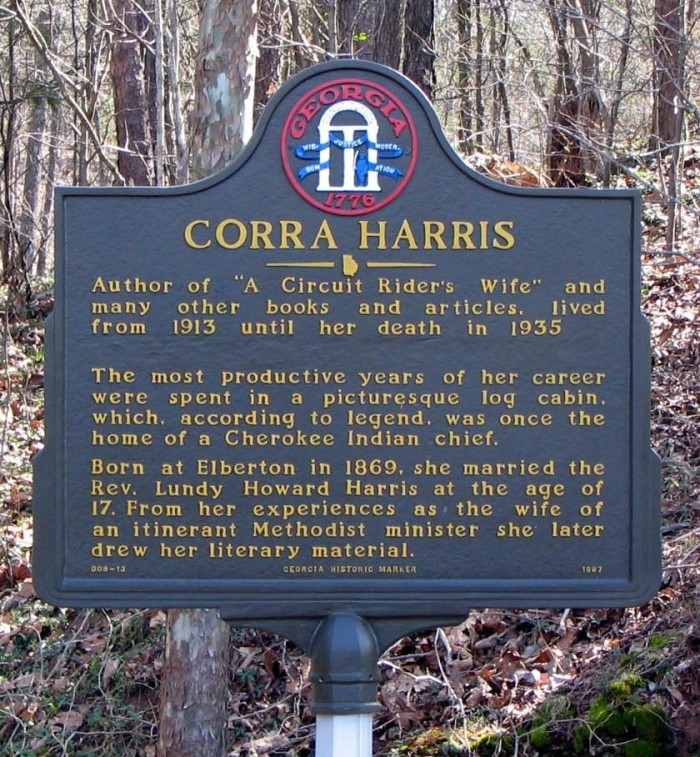 GEORGIA
WIS-
DOM
JUSTICE
MODER-
ATION
1776
CORRA HARRIS
Author of "A Circuit Rider's Wife" and
many other books and articles, lived
from 1913 until her death in 1935
The most productive years of her career
were spent in a picturesque log cabin,
which, according to legend, was once the
home of a Cherokee Indian chief.
Born at Elberton in 1869, she married the
Rev. Lundy Howard Harris at the age of
17. From her experiences as the wife of
an itinerant Methodist minister she later
drew her literary material.
008-13 GEORGIA HISTORIC MARKER 1987